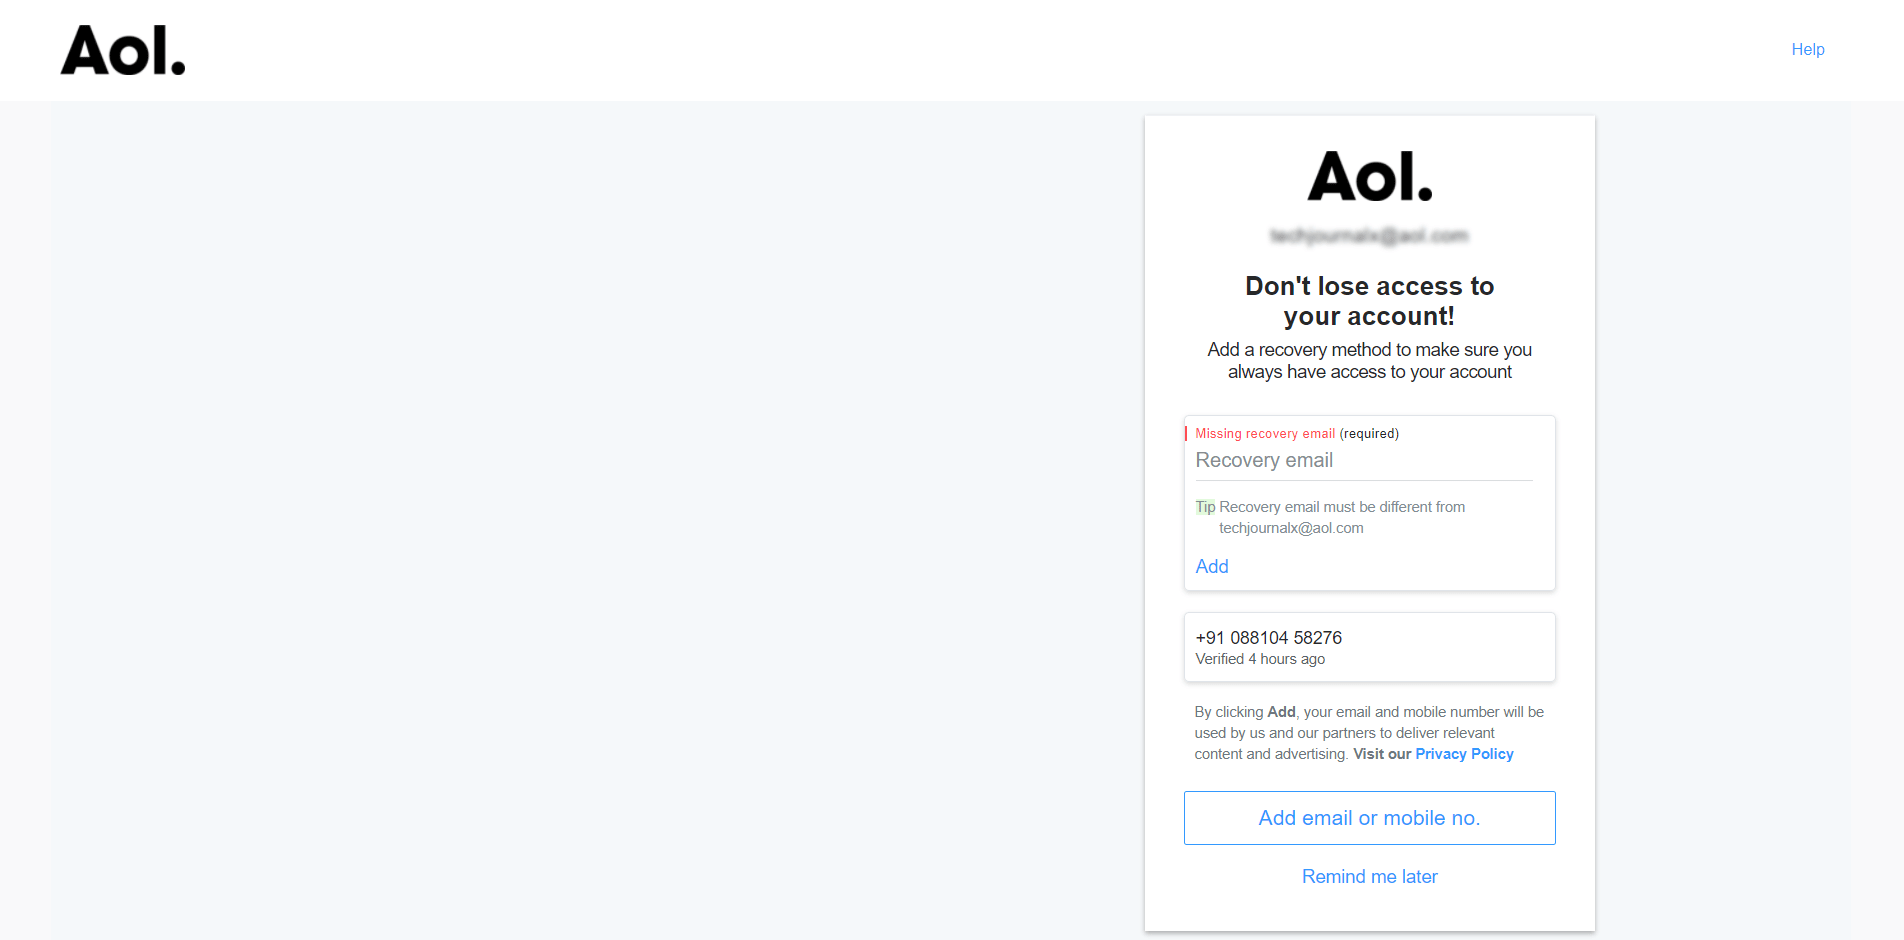 Aol.
Help
Aol.
techjournalx@aol.com
Don't lose access to
your account!
Add a recovery method to make sure you
always have access to your account
Missing recovery email (required)
Recovery email
Tip Recovery email must be different from
techjournalx@aol.com
Add
+91 088104 58276
Verified 4 hours ago
By clicking Add, your email and mobile number will be
used by us and our partners to deliver relevant
content and advertising. Visit our Privacy Policy
Add email or mobile no.
Remind me later